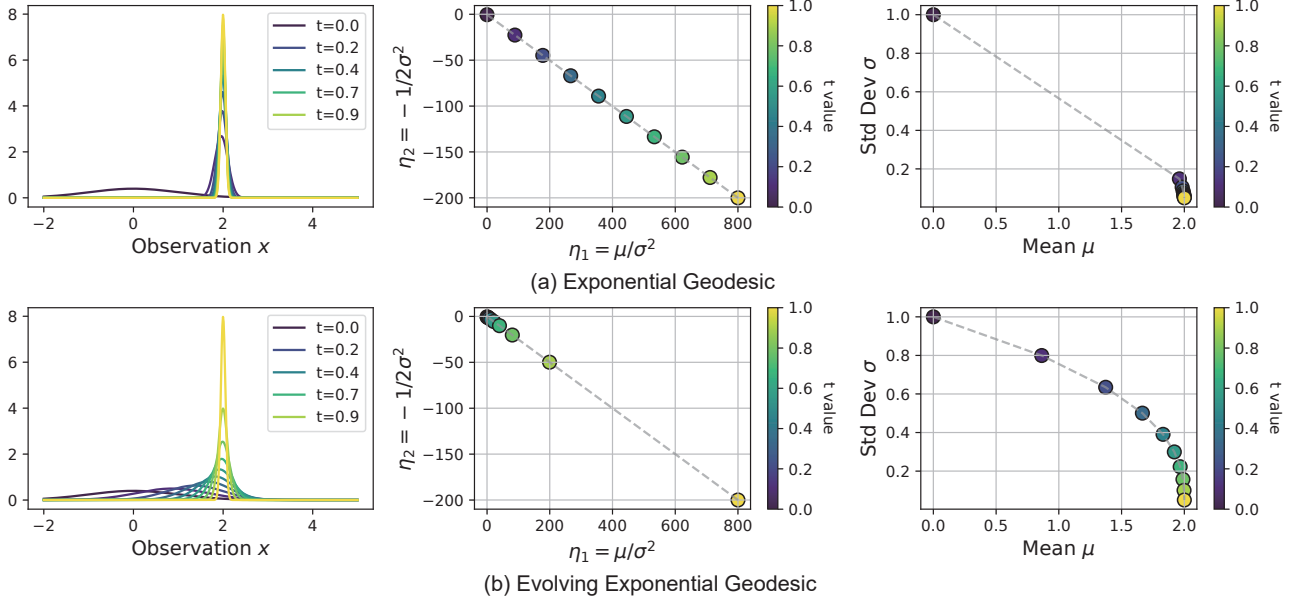 8
6
4
2
0
−2 0 2 4
Observation x
t=0.0
t=0.2
t=0.4
t=0.7
t=0.9
0
−50
−100
−150
−200
η₂ = − 1/2σ²
0 200 400 600 800
η₁ = μ/σ²
1.0
0.8
0.6
0.4
0.2
0.0
t value
1.0
0.8
0.6
0.4
0.2
Std Dev σ
0.0 0.5 1.0 1.5 2.0
Mean μ
1.0
0.8
0.6
0.4
0.2
0.0
t value
(a) Exponential Geodesic
8
6
4
2
0
−2 0 2 4
Observation x
t=0.0
t=0.2
t=0.4
t=0.7
t=0.9
0
−50
−100
−150
−200
η₂ = − 1/2σ²
0 200 400 600 800
η₁ = μ/σ²
1.0
0.8
0.6
0.4
0.2
0.0
t value
1.0
0.8
0.6
0.4
0.2
Std Dev σ
0.0 0.5 1.0 1.5 2.0
Mean μ
1.0
0.8
0.6
0.4
0.2
0.0
t value
(b) Evolving Exponential Geodesic